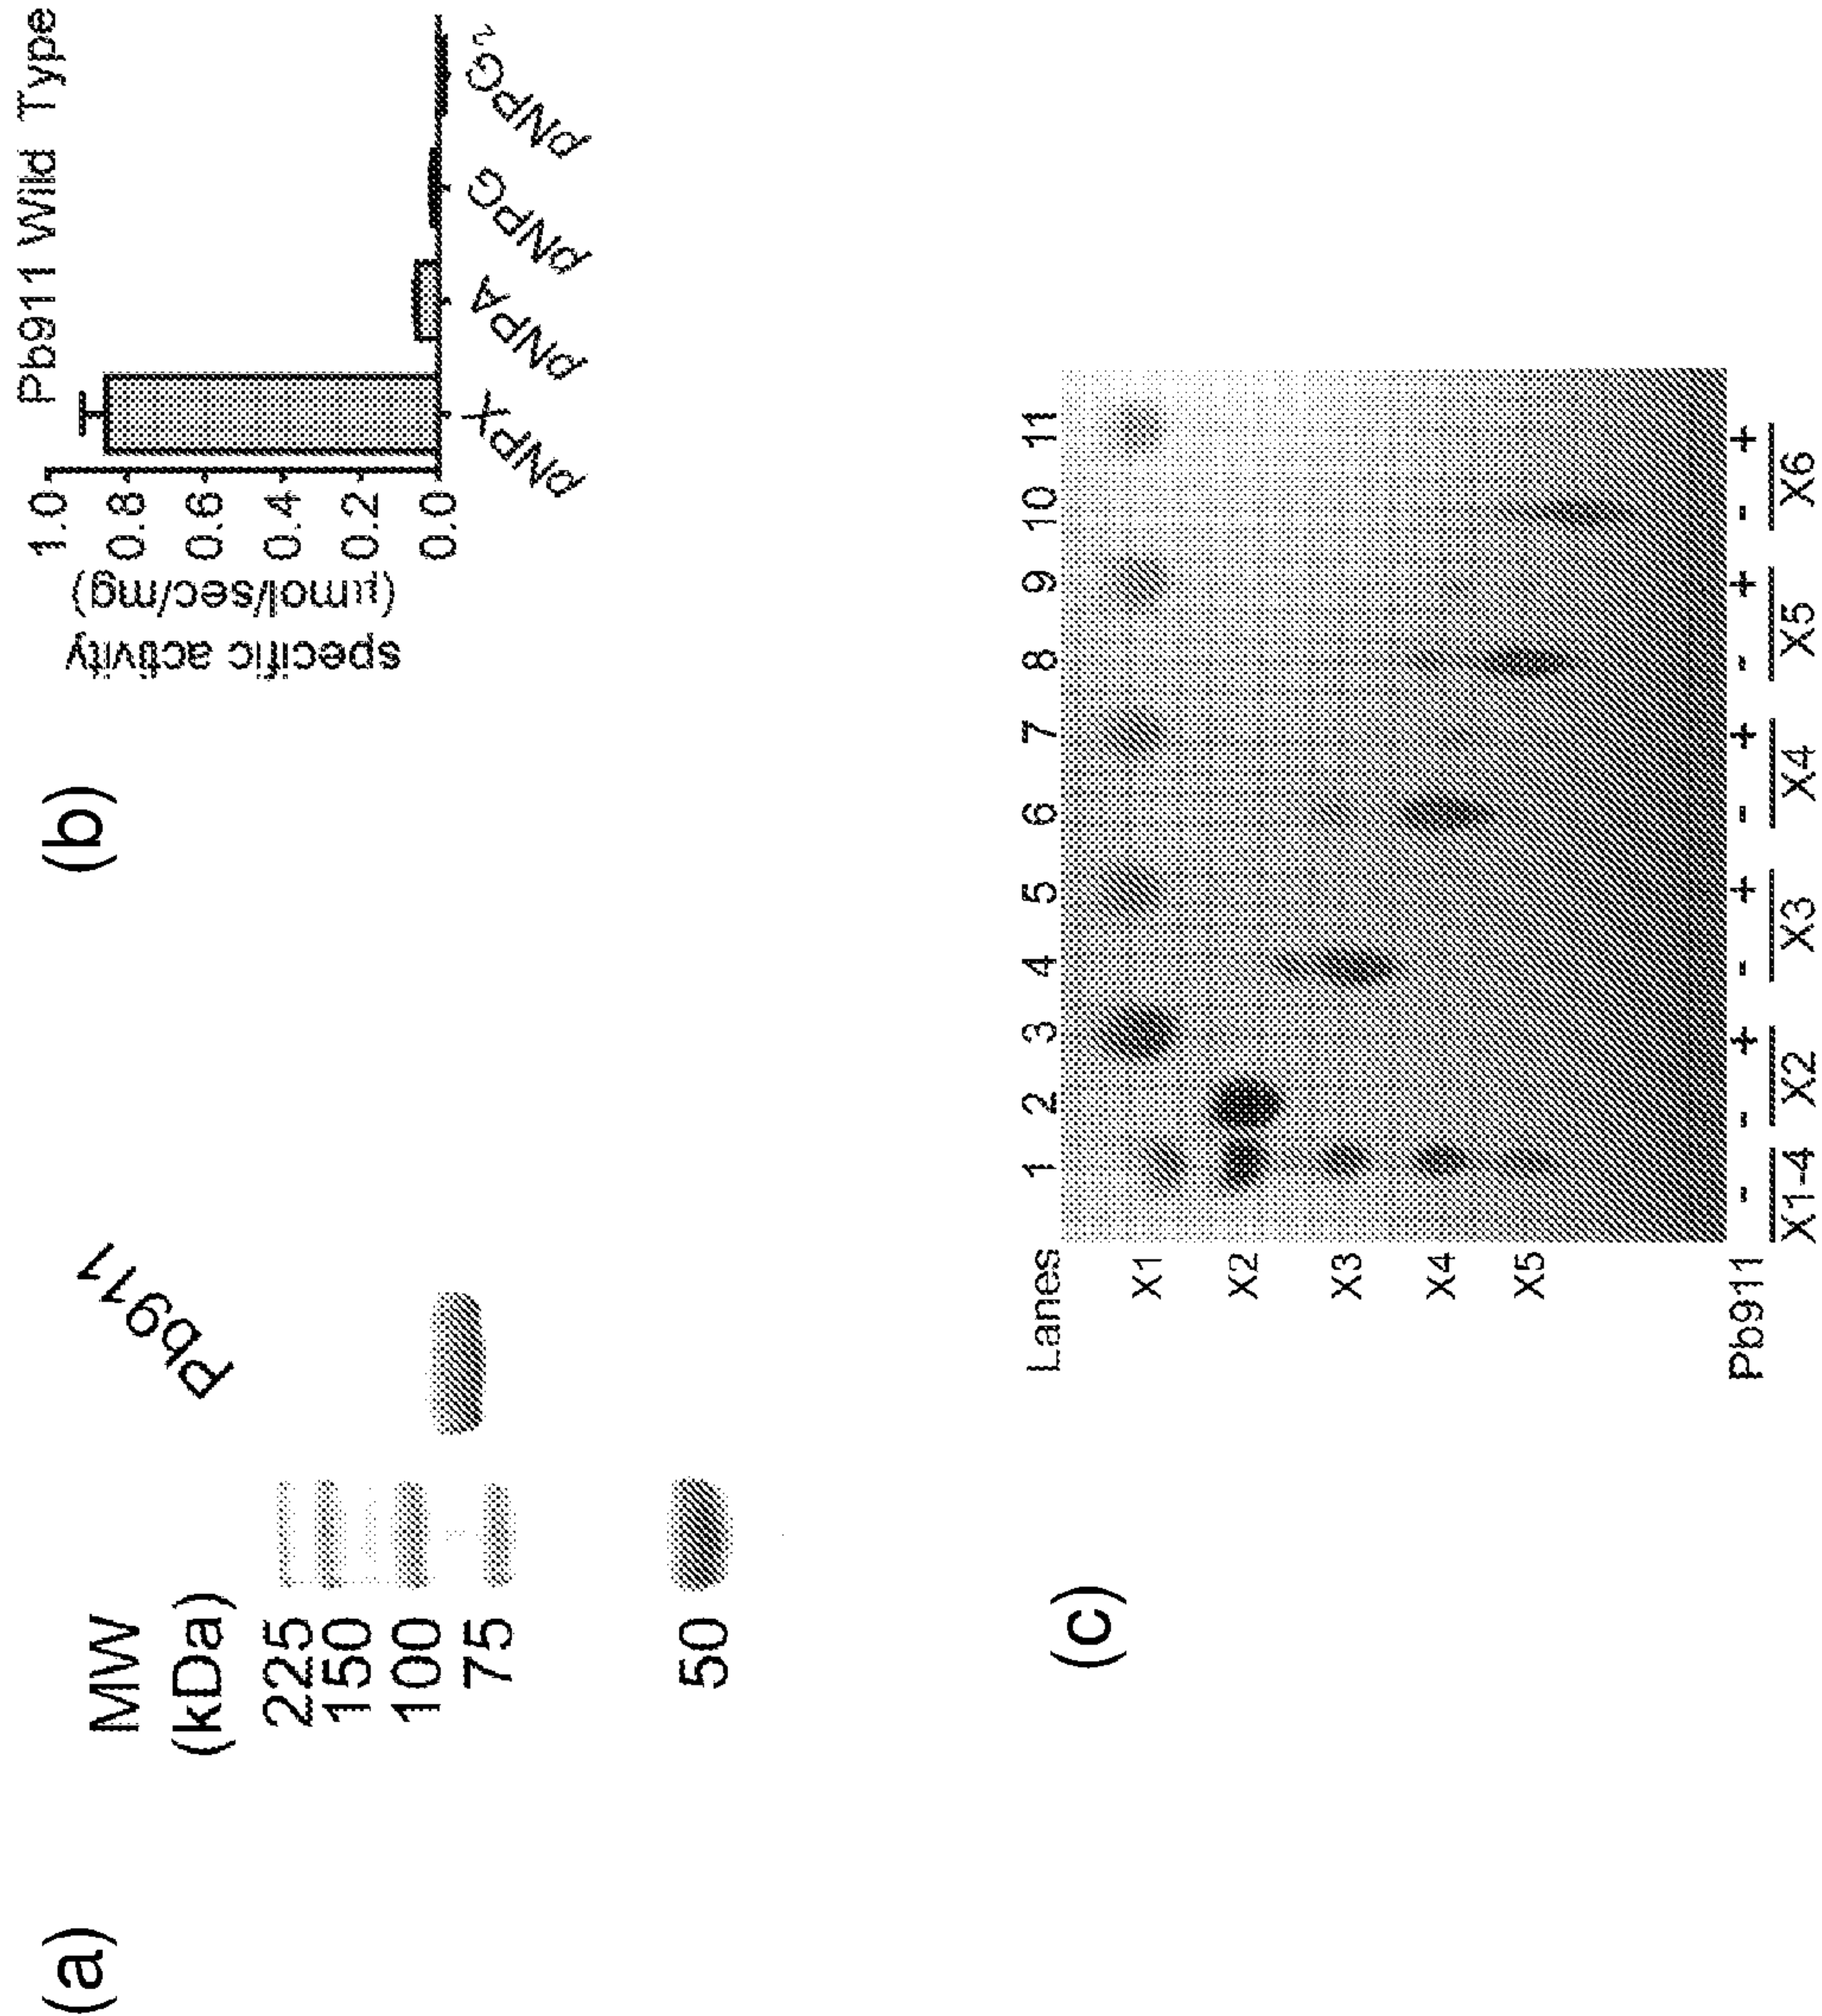 (a)
MW
(kDa)
Pb911
225
150
100
75
50
(b)
Pb911 Wild Type
specific activity
(µmol/sec/mg)
1.0
0.8
0.6
0.4
0.2
0.0
pNPX
pNPA
pNPG
pNPG₂
(c)
Lanes 1 2 3 4 5 6 7 8 9 10 11
X1
X2
X3
X4
X5
Pb911 - - + - + - + - + - +
X1-4 X2 X3 X4 X5 X6